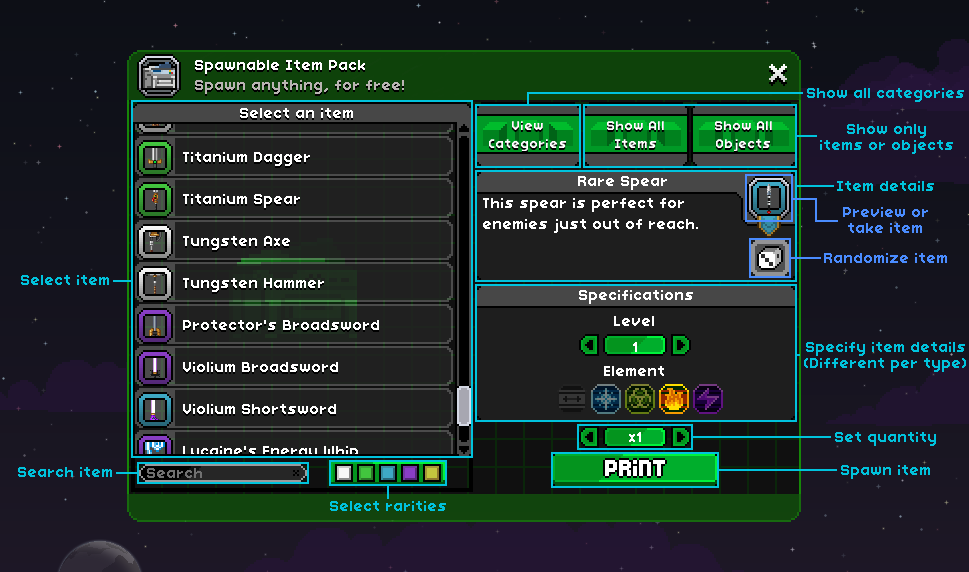 Spawnable Item Pack
Spawn anything, for free!
Select an item
Titanium Dagger
Titanium Spear
Tungsten Axe
Tungsten Hammer
Protector's Broadsword
Violium Broadsword
Violium Shortsword
Lucaine's Energy Whip
Search
View
Categories
Show All
Items
Show All
Objects
Rare Spear
This spear is perfect for
enemies just out of reach.
Specifications
Level
1
Element
x1
PRINT
Select item
Search item
Select rarities
Show all categories
Show only
items or objects
Item details
Preview or
take item
Randomize item
Specify item details
(Different per type)
Set quantity
Spawn item